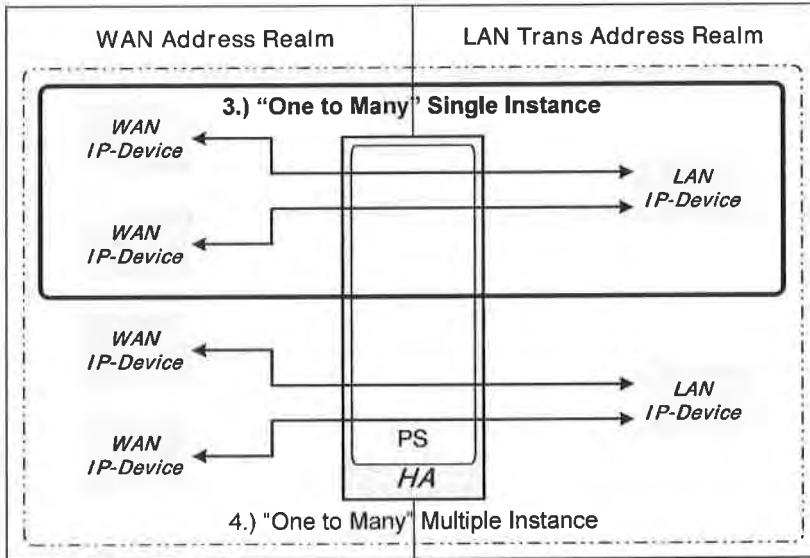 WAN Address Realm
LAN Trans Address Realm
3.) “One to Many” Single Instance
WAN
IP-Device
LAN
IP-Device
WAN
IP-Device
WAN
IP-Device
LAN
IP-Device
WAN
IP-Device
PS
HA
4.) "One to Many" Multiple Instance